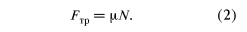 Fтр = μN. (2)